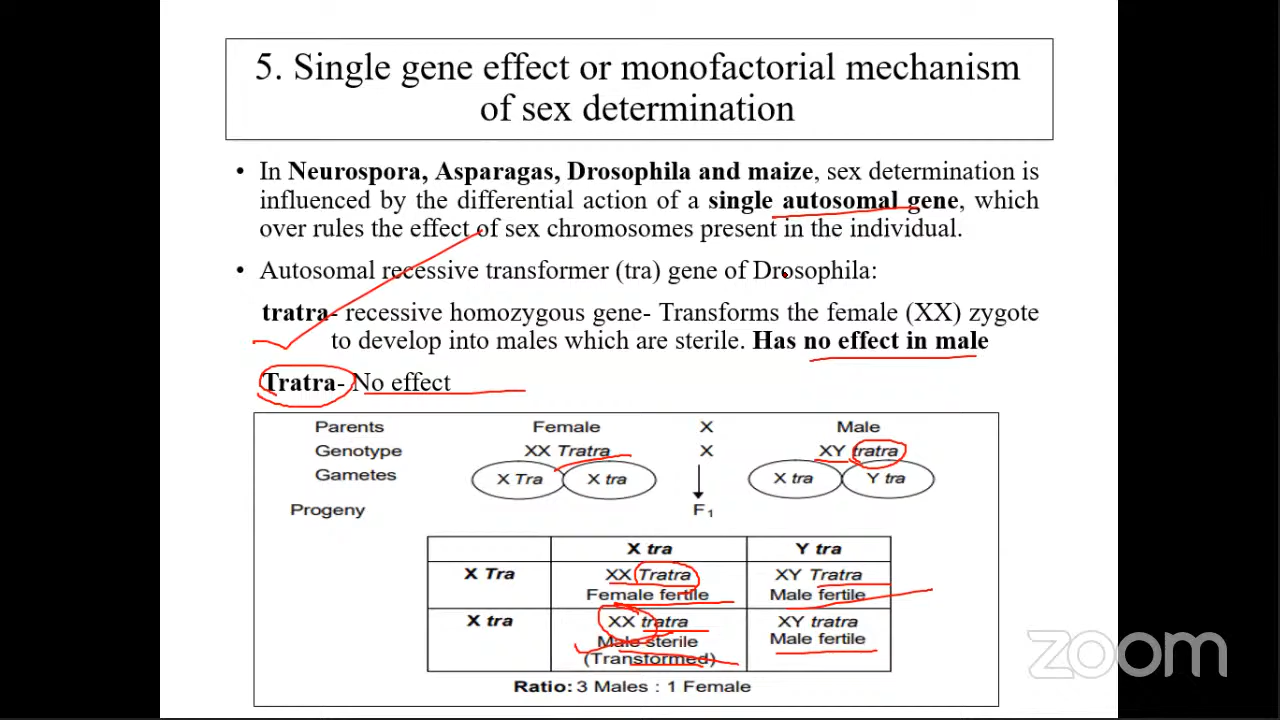 5. Single gene effect or monofactorial mechanism
of sex determination
• In Neurospora, Asparagas, Drosophila and maize, sex determination is
influenced by the differential action of a single autosomal gene, which
over rules the effect of sex chromosomes present in the individual.
• Autosomal recessive transformer (tra) gene of Drosophila:
tratra- recessive homozygous gene- Transforms the female (XX) zygote
to develop into males which are sterile. Has no effect in male
Tratra- No effect
Parents Female X Male
Genotype XX Tratra X XY tratra
Gametes X Tra X tra X tra Y tra
Progeny F1
X tra Y tra
X Tra XX Tratra XY Tratra
Female fertile Male fertile
X tra XX tratra XY tratra
Male sterile Male fertile
(Transformed)
Ratio: 3 Males : 1 Female
zoom